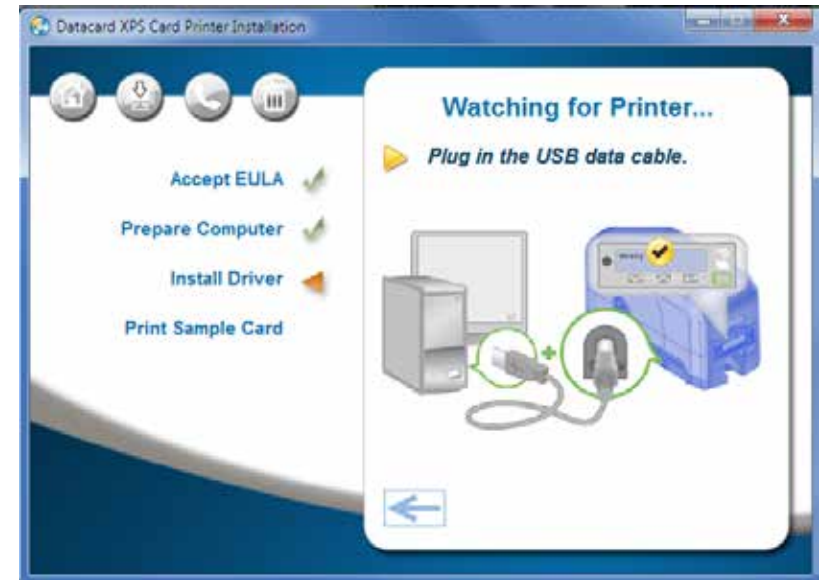 Datacard XPS Card Printer Installation
Watching for Printer...
Plug in the USB data cable.
Accept EULA
Prepare Computer
Install Driver
Print Sample Card
Ready